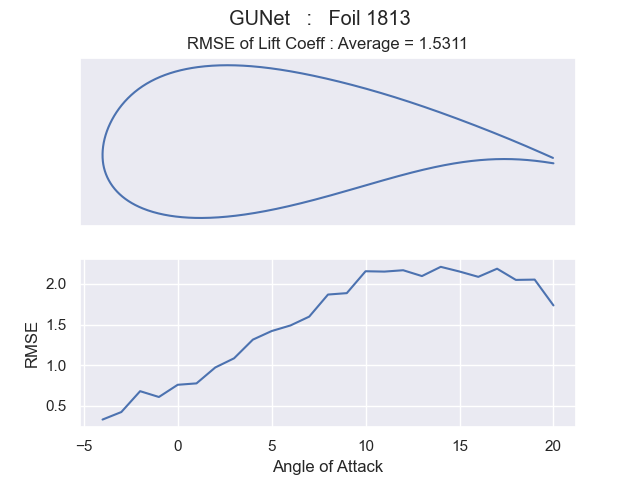 GUNet   :   Foil 1813
RMSE of Lift Coeff : Average = 1.5311
2.0
1.5
1.0
0.5
RMSE
−5 0 5 10 15 20
Angle of Attack